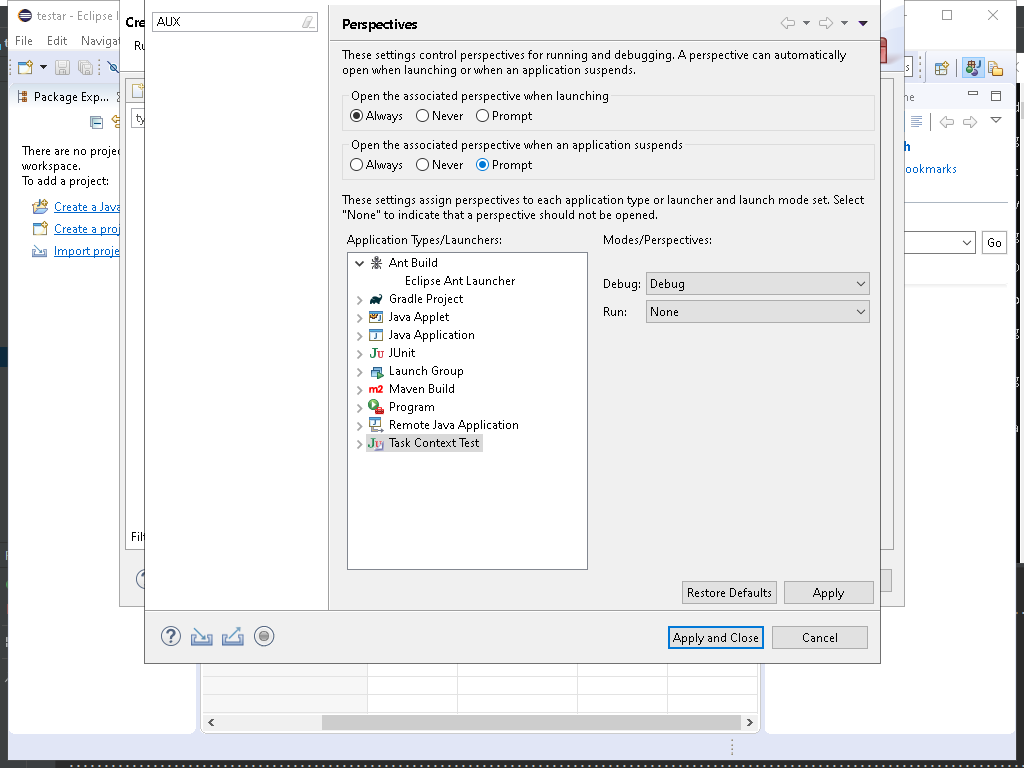 testar - Eclipse I
File Edit Navigat
Package Exp...
There are no projec
workspace.
To add a project:
Create a Java
Create a proj
Import proje
Cre
Ru
ty
Filt
AUX
Perspectives
These settings control perspectives for running and debugging. A perspective can automatically
open when launching or when an application suspends.
Open the associated perspective when launching
Always Never Prompt
Open the associated perspective when an application suspends
Always Never Prompt
These settings assign perspectives to each application type or launcher and launch mode set. Select
"None" to indicate that a perspective should not be opened.
Application Types/Launchers: Modes/Perspectives:
Ant Build
Eclipse Ant Launcher
Gradle Project
Java Applet
Java Application
JUnit
Launch Group
Maven Build
Program
Remote Java Application
Task Context Test
Debug: Debug
Run: None
Restore Defaults Apply
Apply and Close Cancel
ne
h
ookmarks
Go